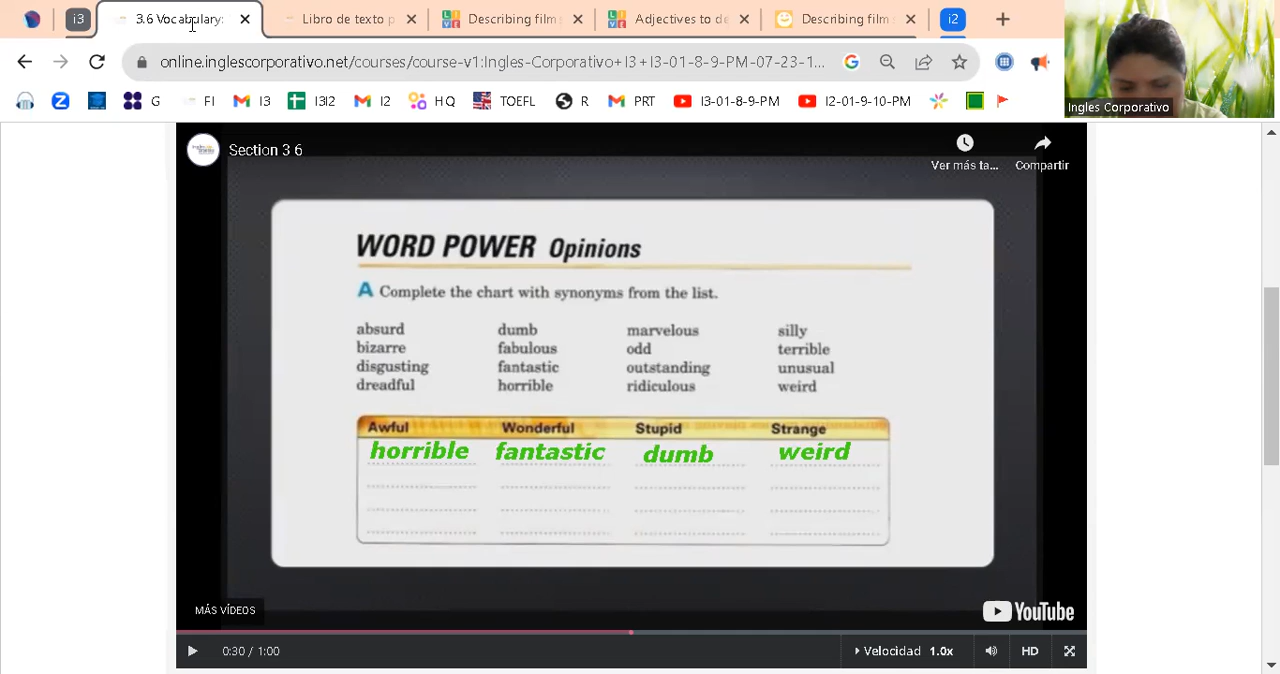 i3
3.6 Vocabulary:
Libro de texto p
Describing film
Adjectives to de
Describing film
i2
online.inglescorporativo.net/courses/course-v1:Ingles-Corporativo+I3+I3-01-8-9-PM-07-23-1...
G
FI
I3
I3I2
I2
HQ
TOEFL
R
PRT
I3-01-8-9-PM
I2-01-9-10-PM
Ingles Corporativo
Section 3 6
Ver más ta...
Compartir
WORD POWER Opinions
A Complete the chart with synonyms from the list.
absurd dumb marvelous silly
bizarre fabulous odd terrible
disgusting fantastic outstanding unusual
dreadful horrible ridiculous weird
Awful Wonderful Stupid Strange
horrible fantastic dumb weird
MÁS VÍDEOS
YouTube
0:30 / 1:00
Velocidad 1.0x
HD